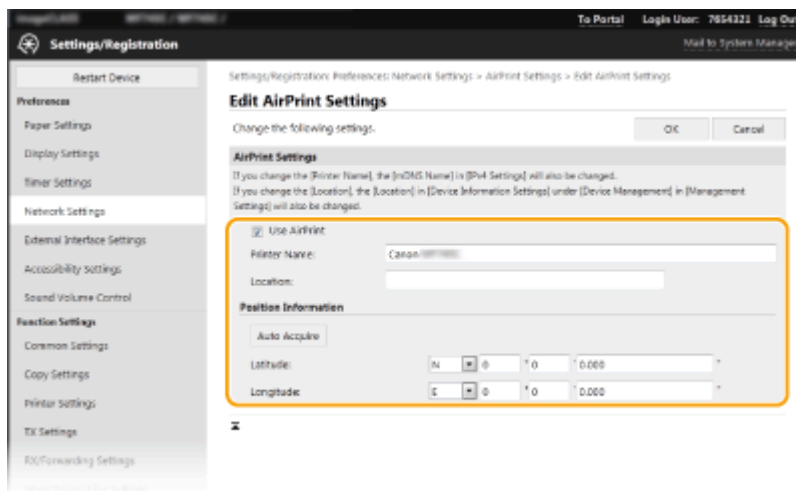 To Portal Login User: 7654321 Log Ou
Settings/Registration
Mail to System Manager
Restart Device
Preferences
Paper Settings
Display Settings
Timer Settings
Network Settings
External Interface Settings
Accessibility Settings
Sound Volume Control
Function Settings
Common Settings
Copy Settings
Printer Settings
TX Settings
RX/Forwarding Settings
Settings/Registration: Preferences: Network Settings > AirPrint Settings > Edit AirPrint Settings
Edit AirPrint Settings
Change the following settings.
OK Cancel
AirPrint Settings
If you change the [Printer Name], the [mDNS Name] in [IPv4 Settings] will also be changed.
If you change the [Location], the [Location] in [Device Information Settings] under [Device Management] in [Management
Settings] will also be changed.
Use AirPrint
Printer Name: Canon
Location:
Position Information
Auto Acquire
Latitude: N 0 ° 0 ' 0.000 "
Longitude: E 0 ° 0 ' 0.000 "